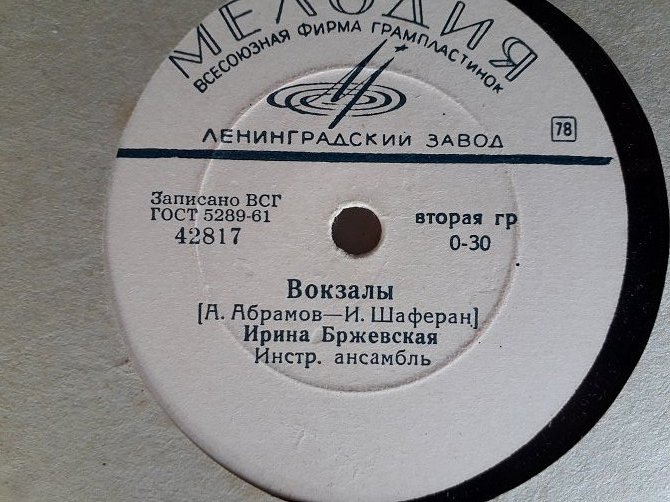 МЕЛОДИЯ
ВСЕСОЮЗНАЯ ФИРМА ГРАМПЛАСТИНОК
ЛЕНИНГРАДСКИЙ ЗАВОД
78
Записано ВСГ
ГОСТ 5289-61
42817
вторая гр
0-30
Вокзалы
[А. Абрамов—И. Шаферан]
Ирина Бржевская
Инстр. ансамбль